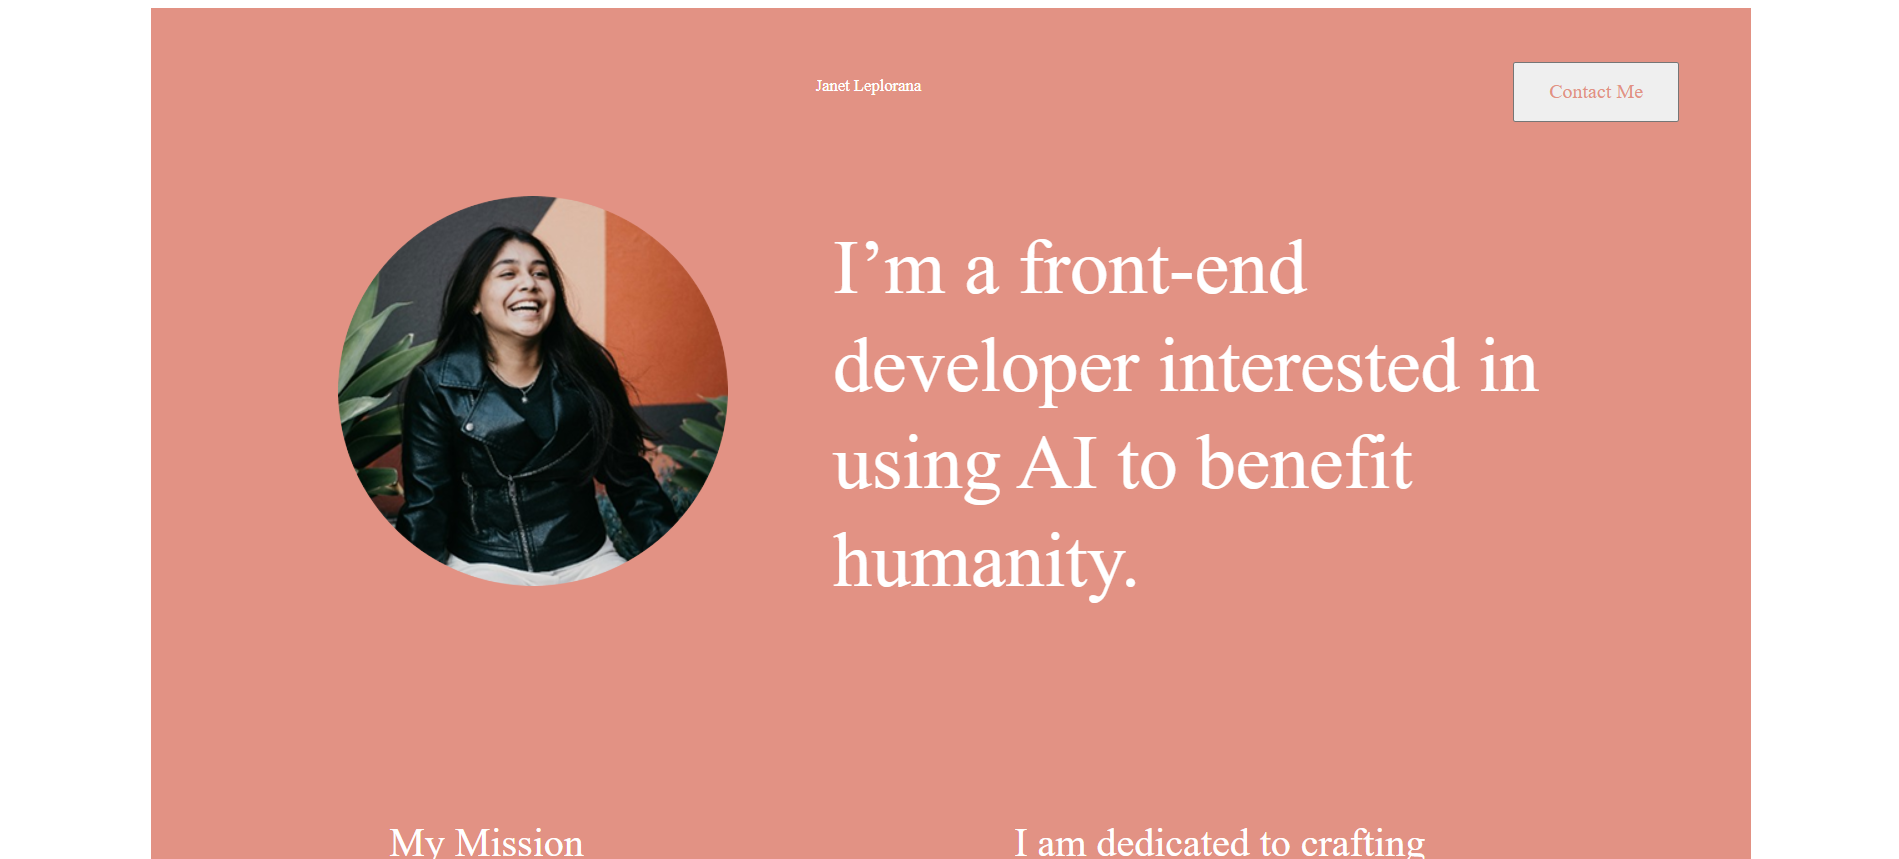 Janet Leplorana
Contact Me
I’m a front-end
developer interested in
using AI to benefit
humanity.
My Mission
I am dedicated to crafting